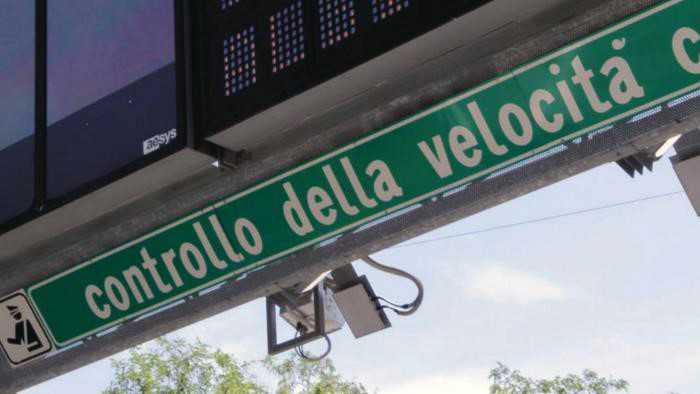 aesys
controllo della velocità c